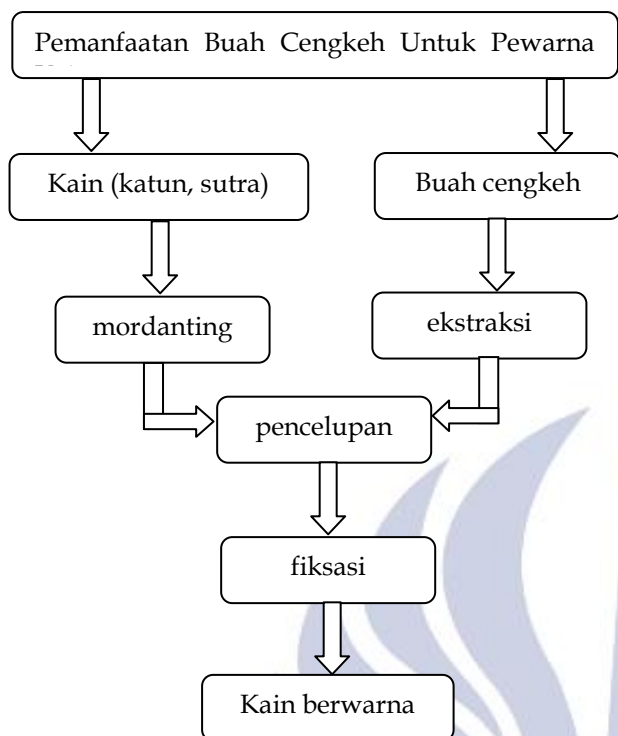 Pemanfaatan Buah Cengkeh Untuk Pewarna
Kain (katun, sutra)
Buah cengkeh
mordanting
ekstraksi
pencelupan
fiksasi
Kain berwarna